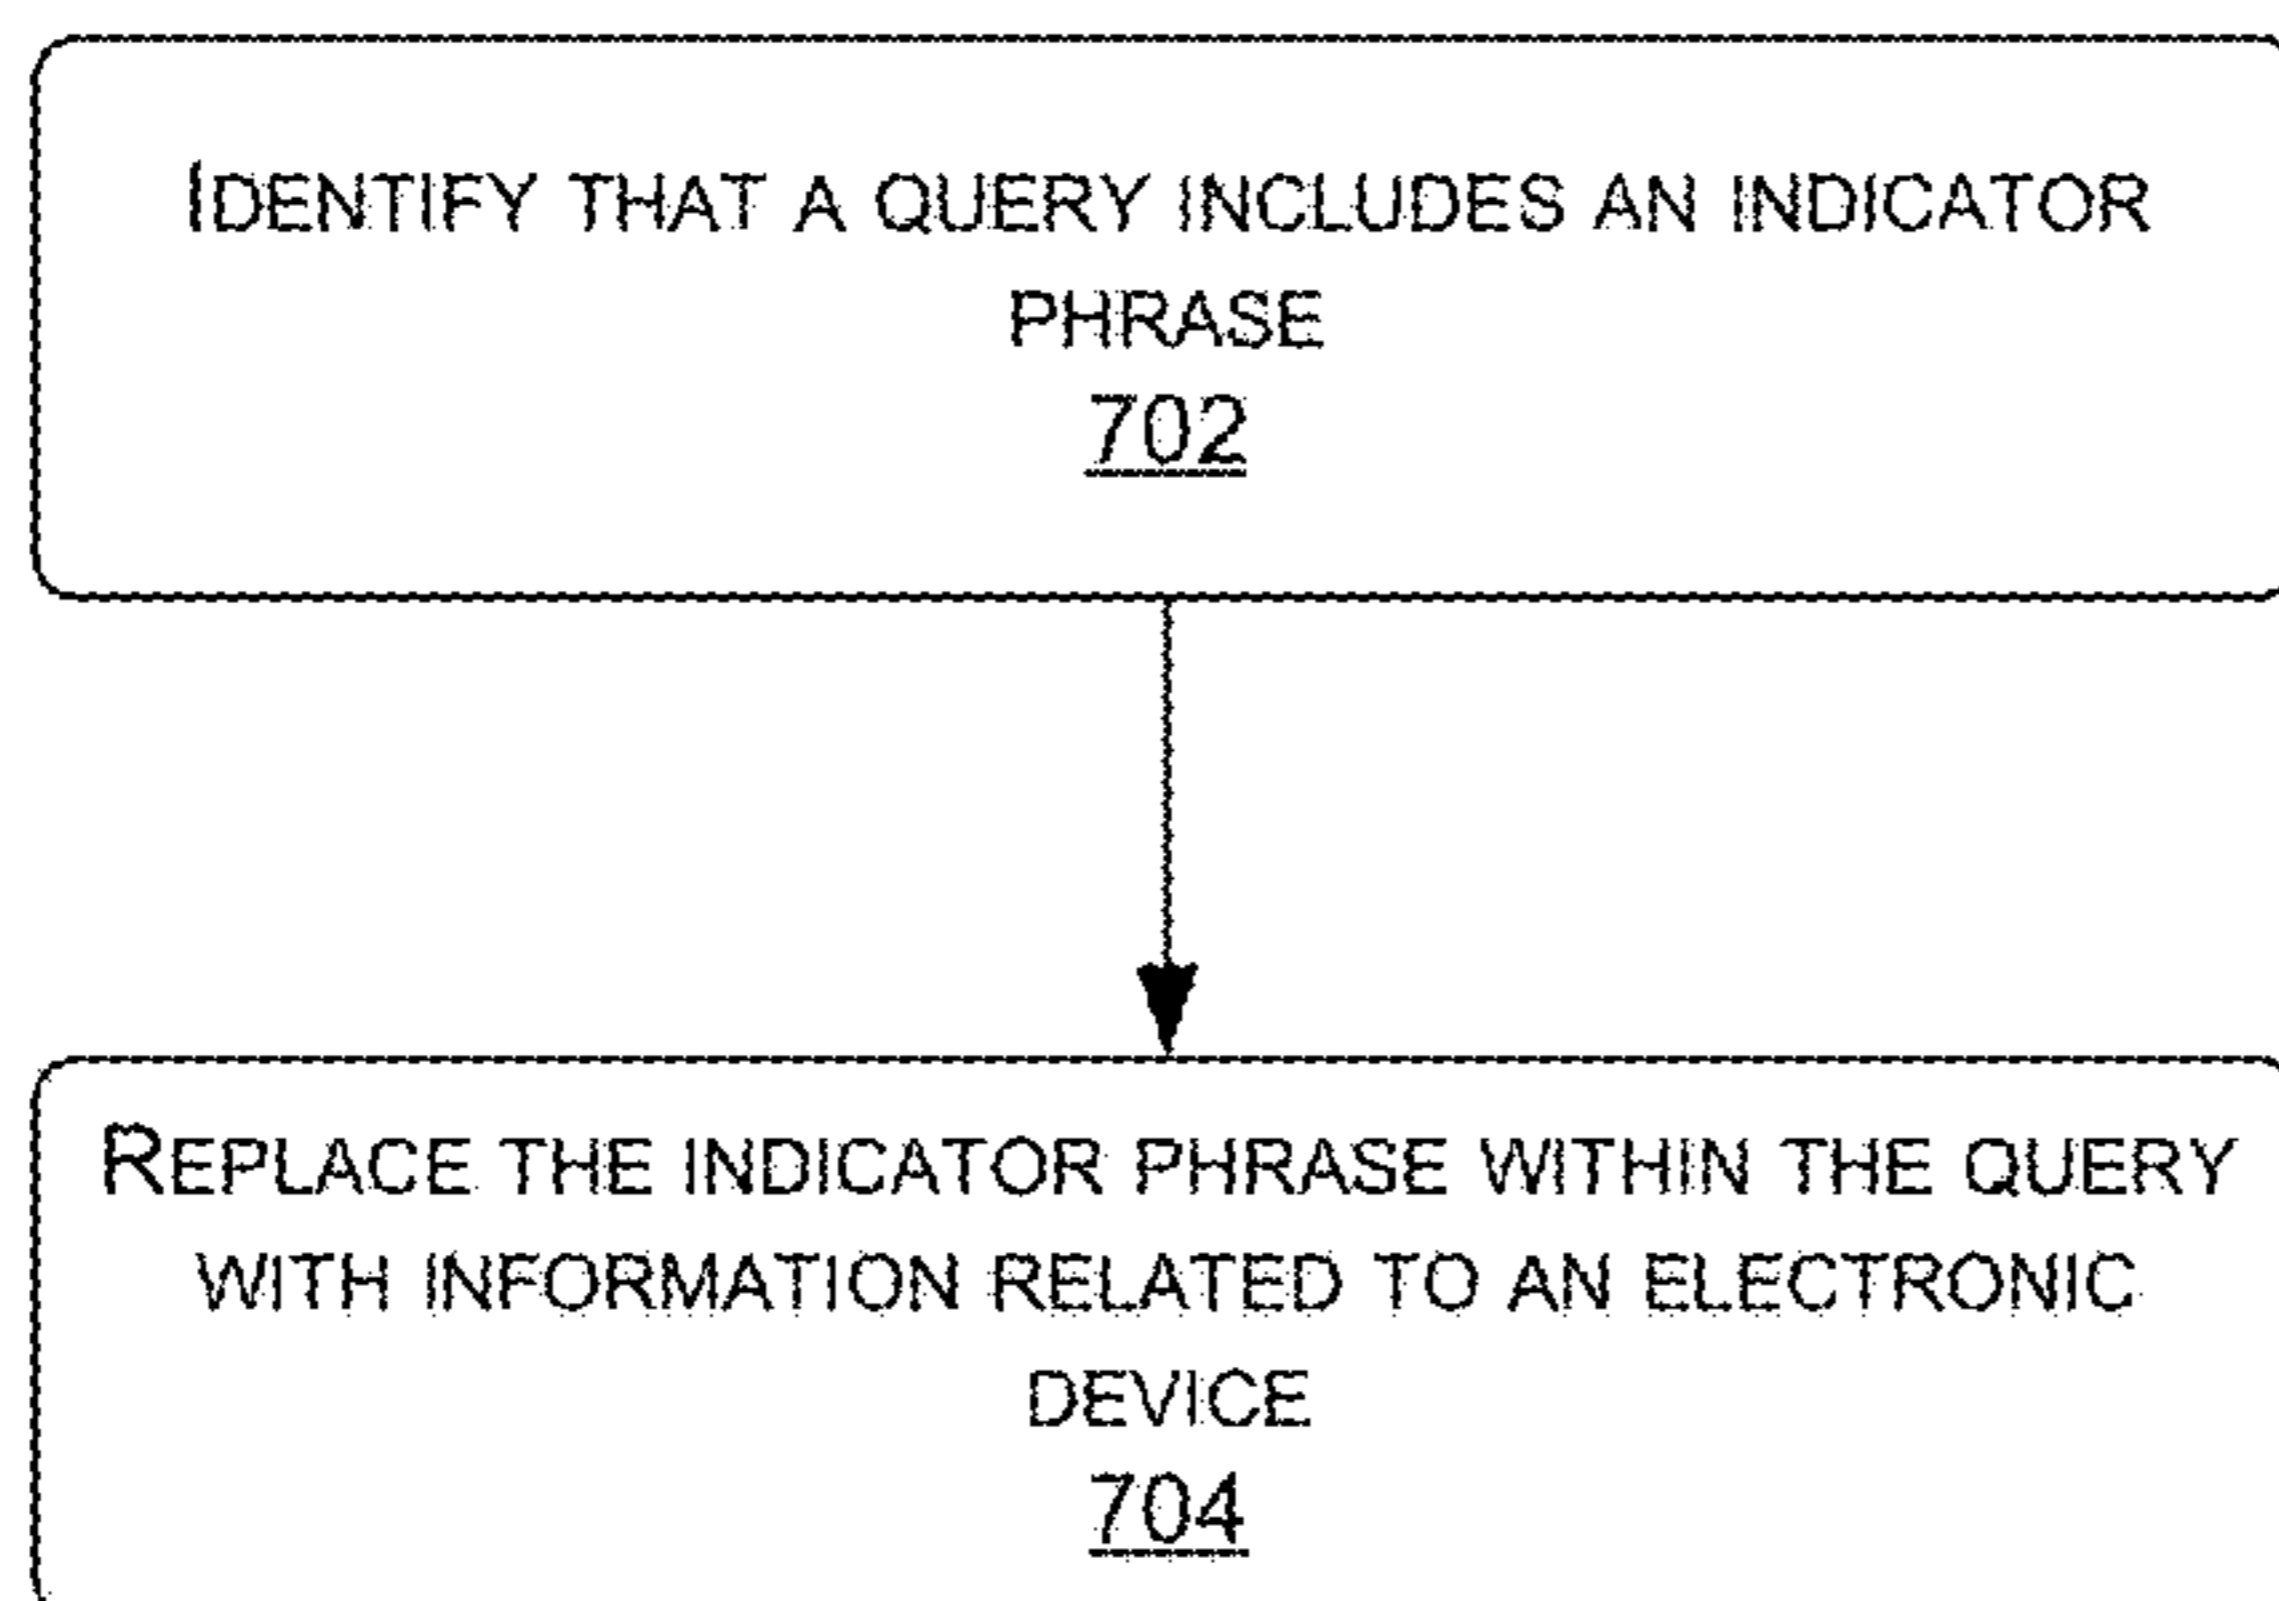 IDENTIFY THAT A QUERY INCLUDES AN INDICATOR
PHRASE
702
REPLACE THE INDICATOR PHRASE WITHIN THE QUERY
WITH INFORMATION RELATED TO AN ELECTRONIC
DEVICE
704